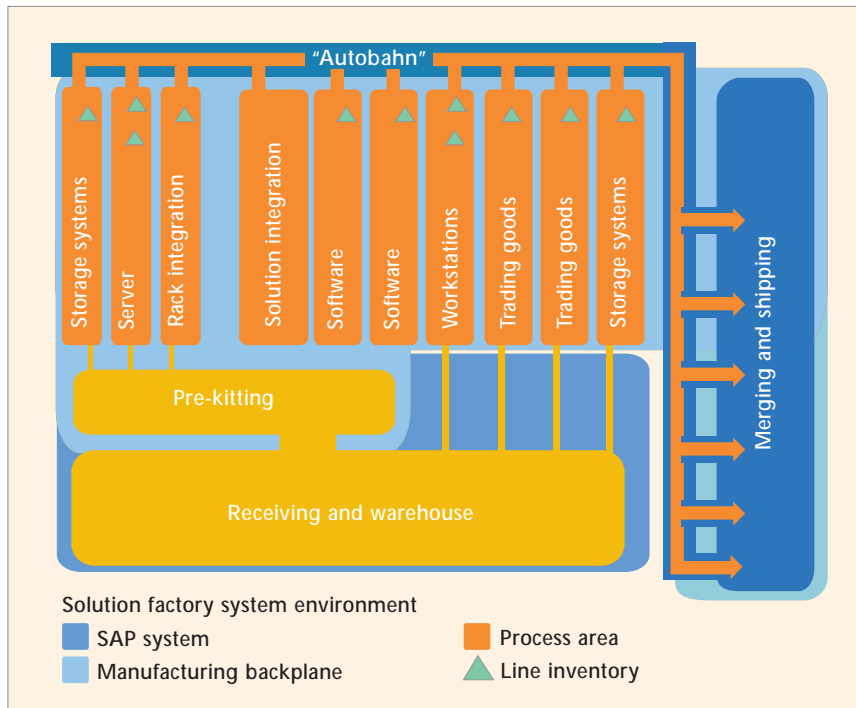 “Autobahn”
Storage systems
Server
Rack integration
Solution integration
Software
Software
Workstations
Trading goods
Trading goods
Storage systems
Merging and shipping
Pre-kitting
Receiving and warehouse
Solution factory system environment
SAP system
Process area
Manufacturing backplane
Line inventory